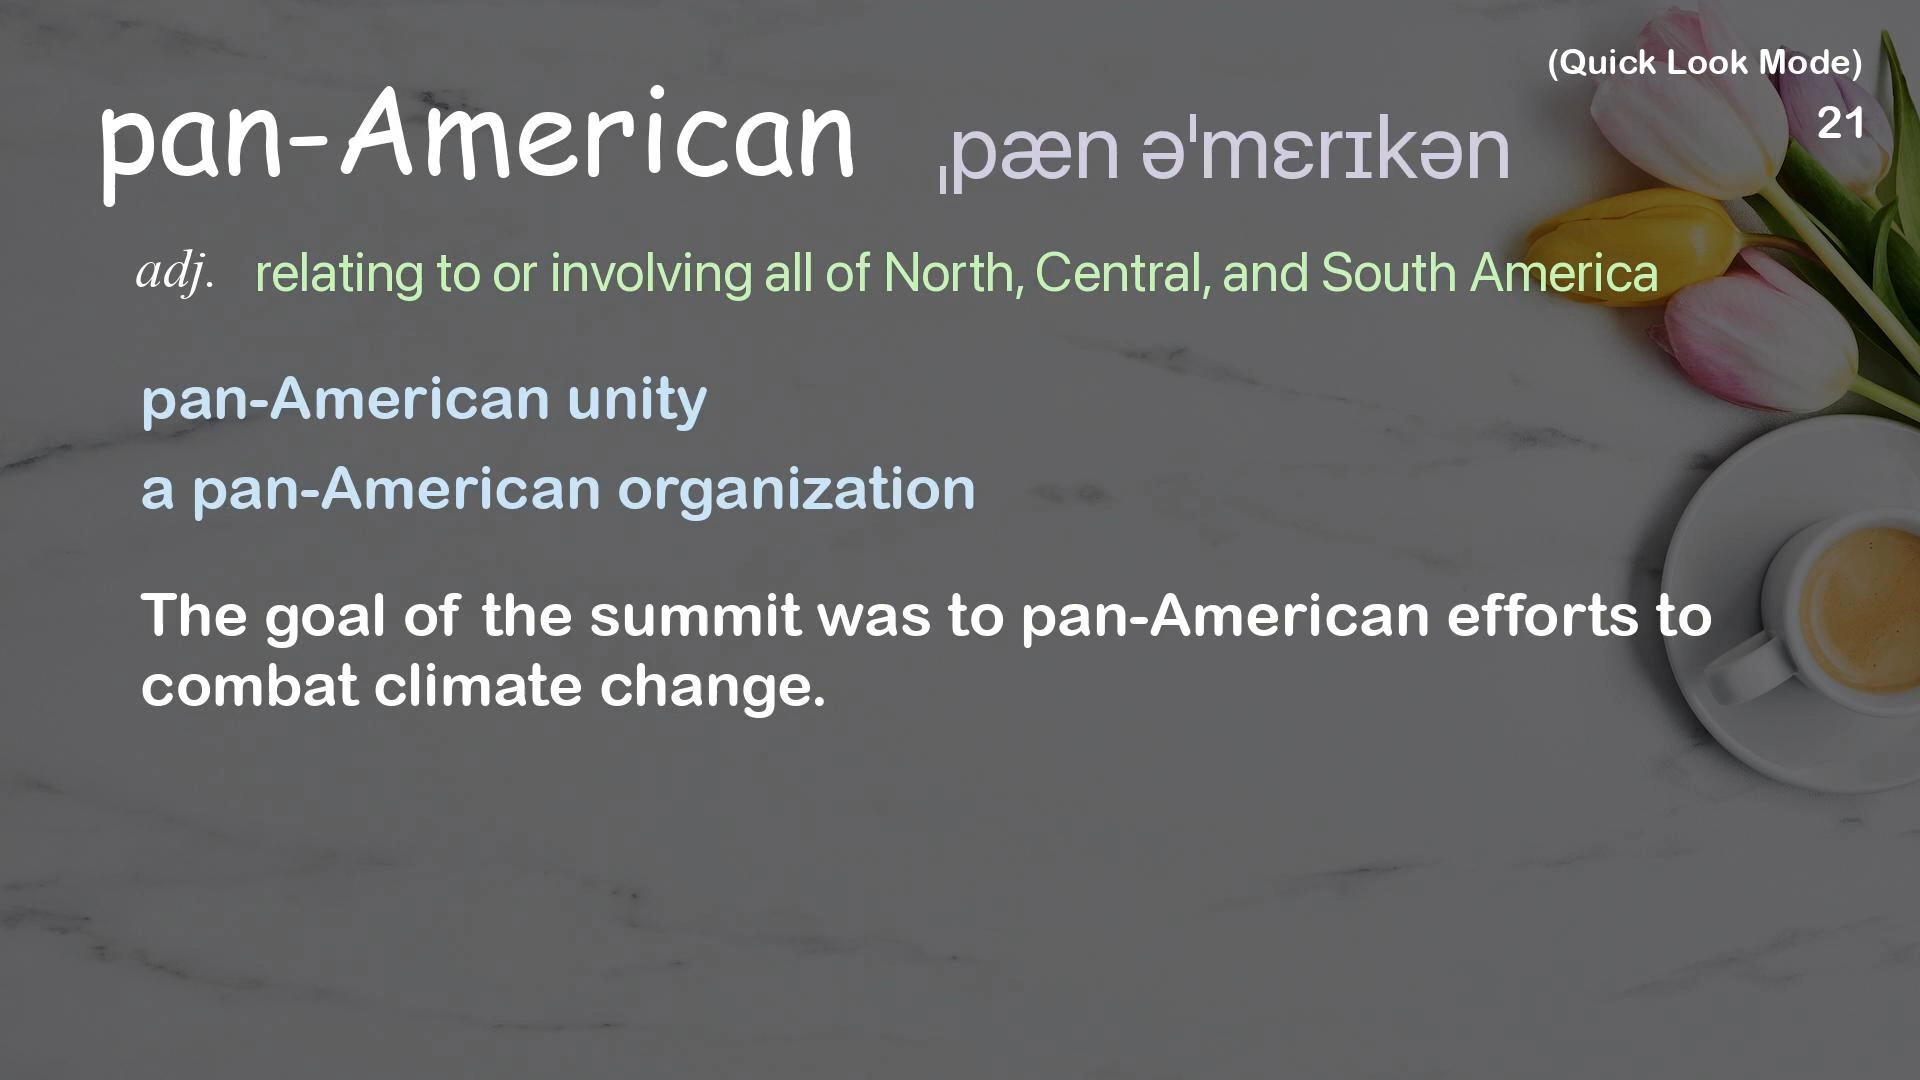 (Quick Look Mode)
21
pan-American ˌpæn əˈmɛrɪkən
adj. relating to or involving all of North, Central, and South America
pan-American unity
a pan-American organization
The goal of the summit was to pan-American efforts to
combat climate change.